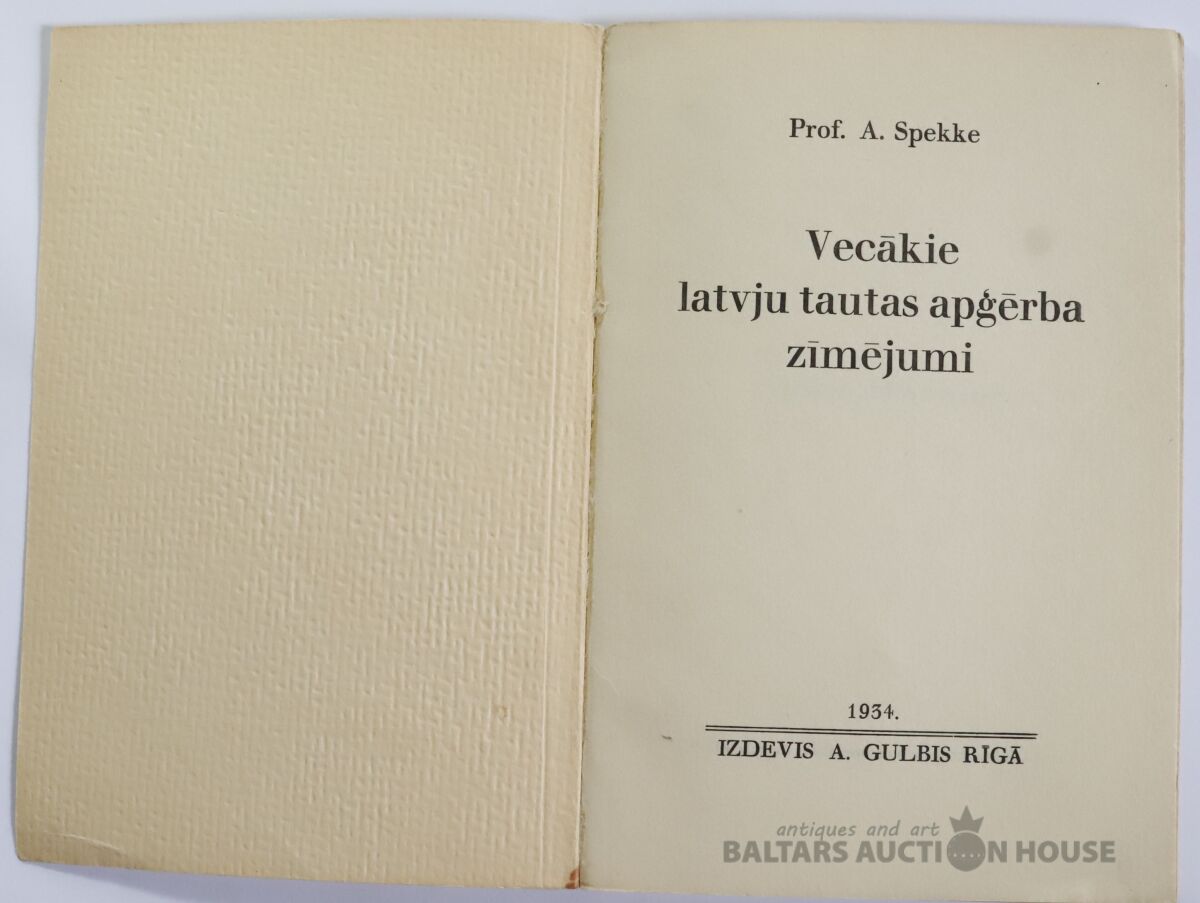 Prof. A. Spekke
Vecākie
latvju tautas apģērba
zīmējumi
1934.
IZDEVIS A. GULBIS RĪGĀ
antiques and art
BALTARS AUCTION HOUSE